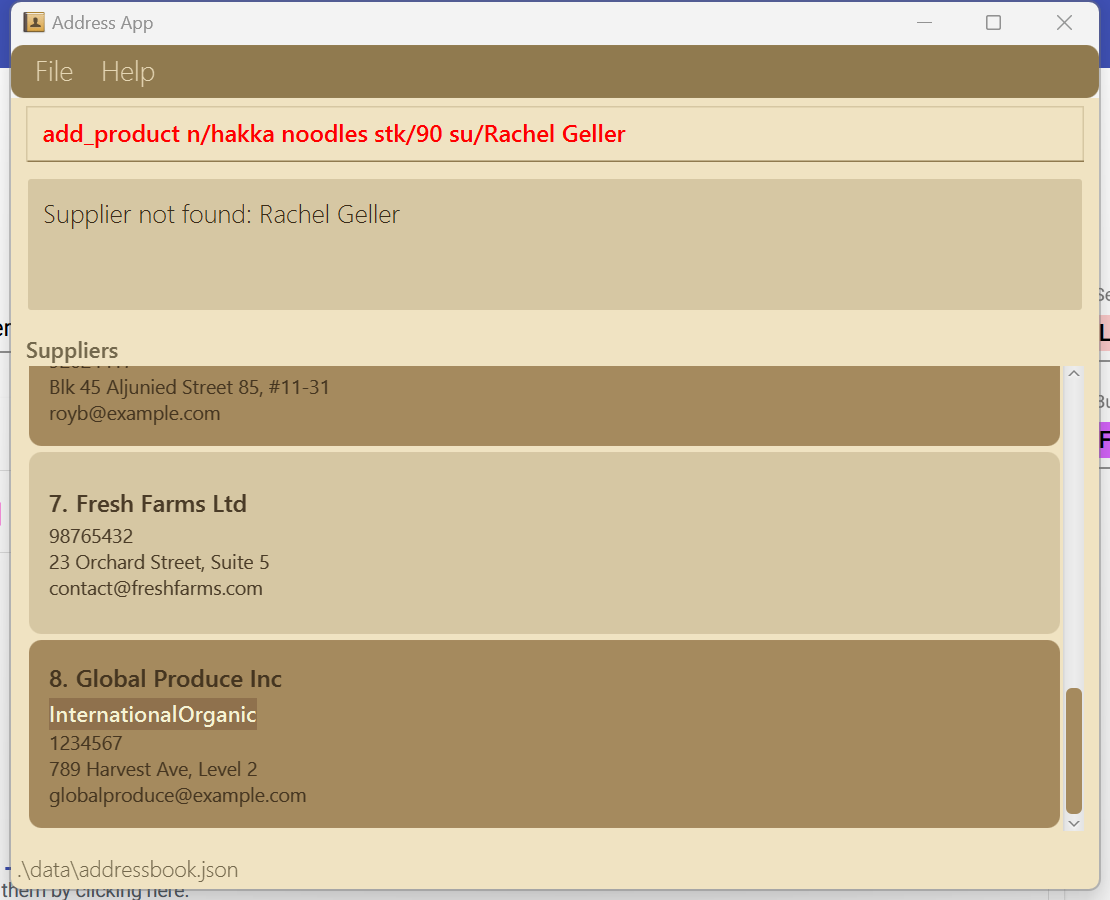 Address App
File Help
add_product n/hakka noodles stk/90 su/Rachel Geller
Supplier not found: Rachel Geller
Suppliers
Blk 45 Aljunied Street 85, #11-31
royb@example.com
7. Fresh Farms Ltd
98765432
23 Orchard Street, Suite 5
contact@freshfarms.com
8. Global Produce Inc
InternationalOrganic
1234567
789 Harvest Ave, Level 2
globalproduce@example.com
.\data\addressbook.json
them by clicking here.